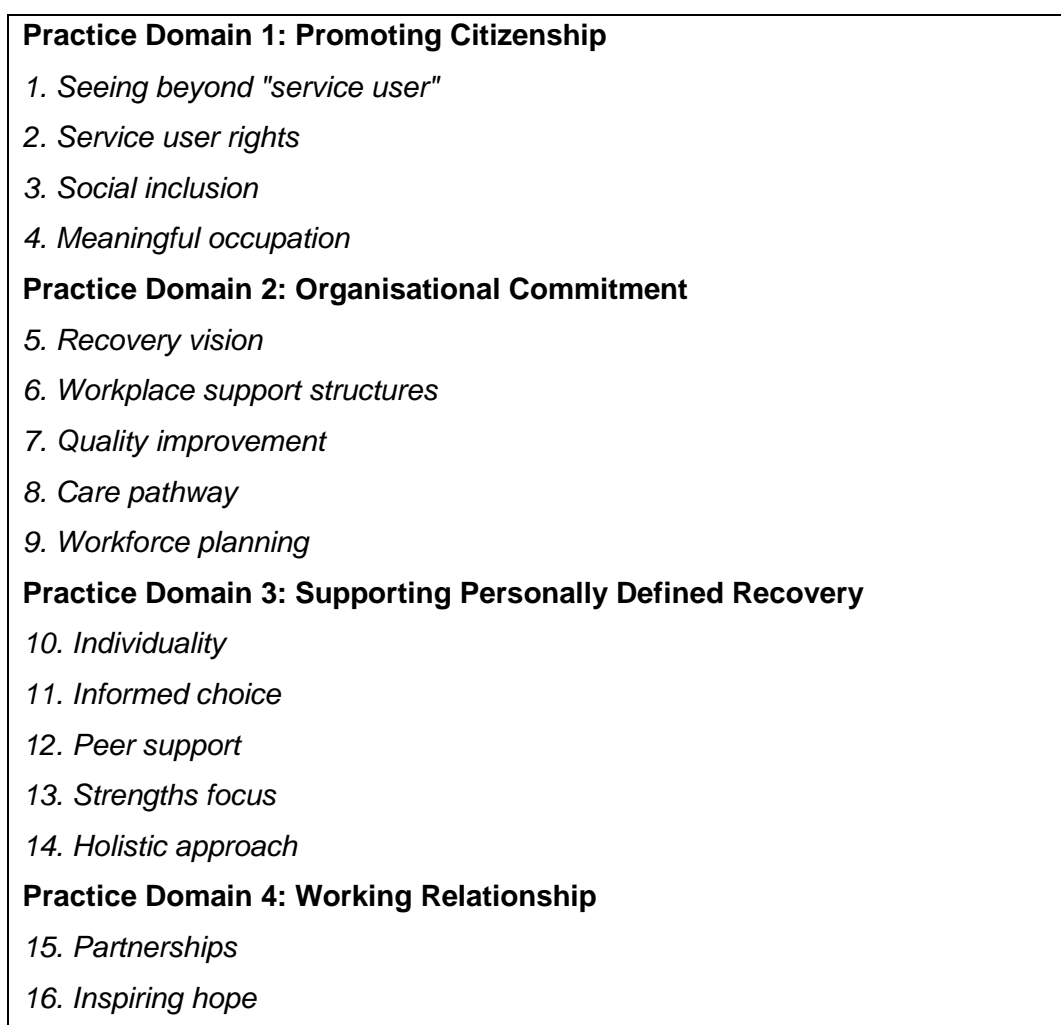 Practice Domain 1: Promoting Citizenship
1. Seeing beyond "service user"
2. Service user rights
3. Social inclusion
4. Meaningful occupation
Practice Domain 2: Organisational Commitment
5. Recovery vision
6. Workplace support structures
7. Quality improvement
8. Care pathway
9. Workforce planning
Practice Domain 3: Supporting Personally Defined Recovery
10. Individuality
11. Informed choice
12. Peer support
13. Strengths focus
14. Holistic approach
Practice Domain 4: Working Relationship
15. Partnerships
16. Inspiring hope